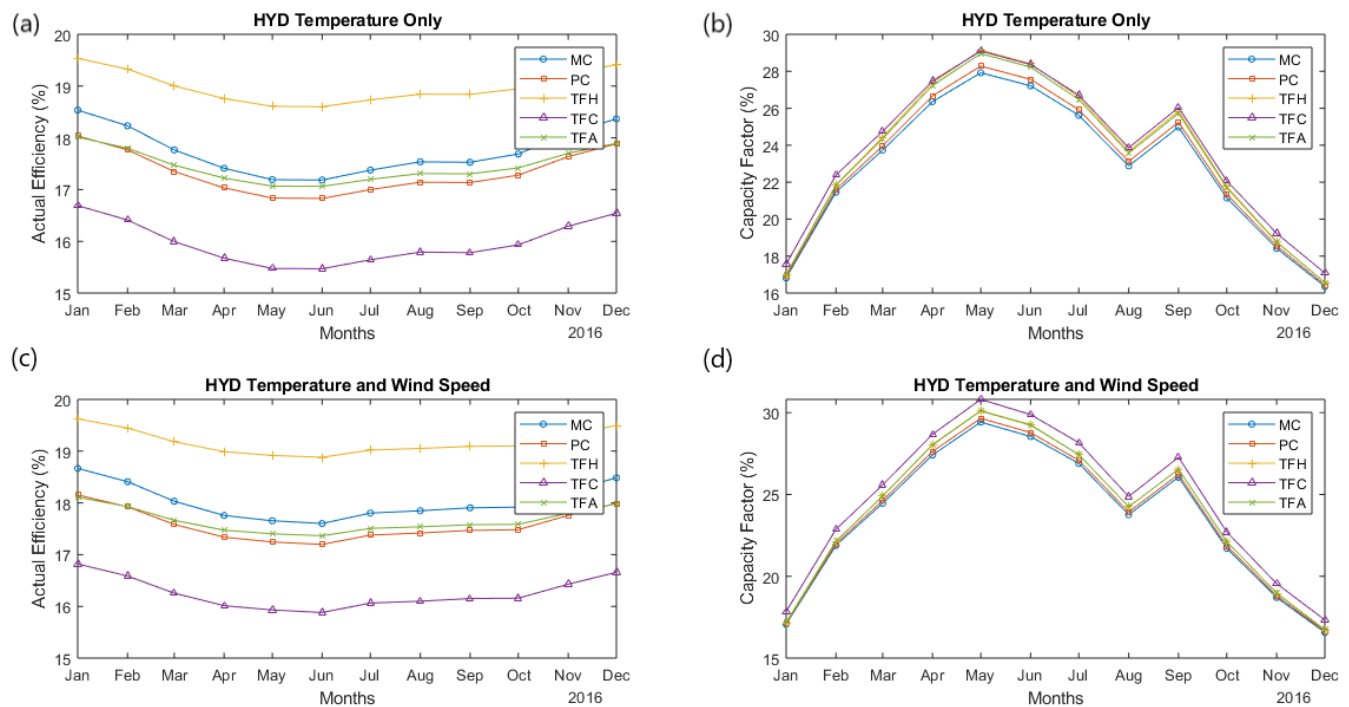 (a)
HYD Temperature Only
Actual Efficiency (%)
20
19
18
17
16
15
MC
PC
TFH
TFC
TFA
Jan Feb Mar Apr May Jun Jul Aug Sep Oct Nov Dec
Months
2016
(b)
HYD Temperature Only
Capacity Factor (%)
30
28
26
24
22
20
18
16
MC
PC
TFH
TFC
TFA
Jan Feb Mar Apr May Jun Jul Aug Sep Oct Nov Dec
Months
2016
(c)
HYD Temperature and Wind Speed
Actual Efficiency (%)
20
19
18
17
16
15
MC
PC
TFH
TFC
TFA
Jan Feb Mar Apr May Jun Jul Aug Sep Oct Nov Dec
Months
2016
(d)
HYD Temperature and Wind Speed
Capacity Factor (%)
30
25
20
15
MC
PC
TFH
TFC
TFA
Jan Feb Mar Apr May Jun Jul Aug Sep Oct Nov Dec
Months
2016